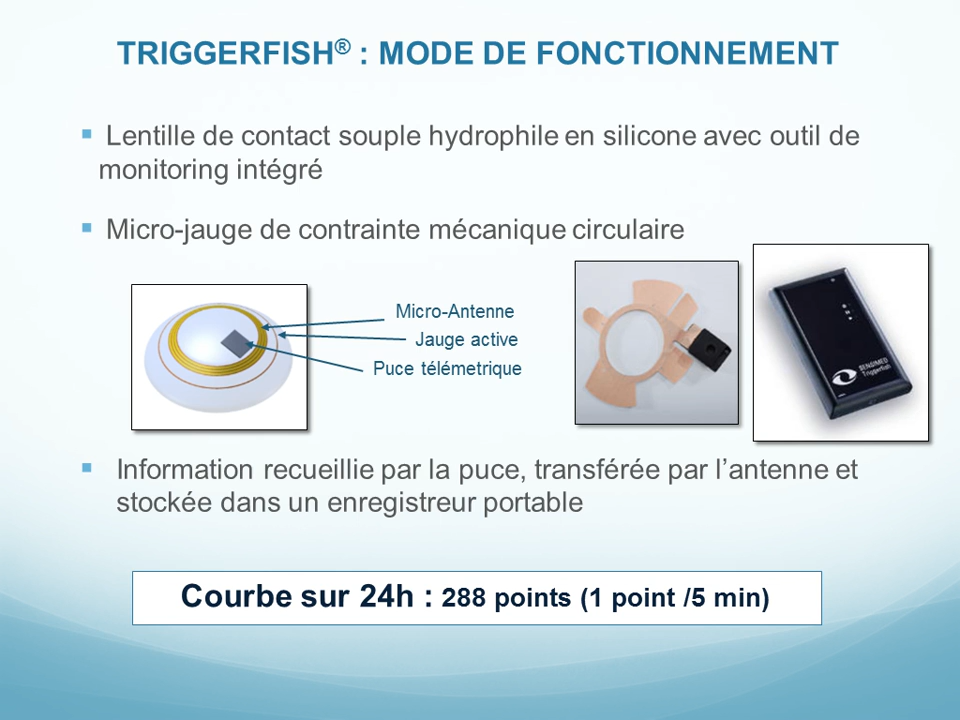 TRIGGERFISH® : MODE DE FONCTIONNEMENT
▪ Lentille de contact souple hydrophile en silicone avec outil de
monitoring intégré
▪ Micro-jauge de contrainte mécanique circulaire
Micro-Antenne
Jauge active
Puce télémetrique
SENSIMED
Triggerfish
▪ Information recueillie par la puce, transférée par l’antenne et
stockée dans un enregistreur portable
Courbe sur 24h : 288 points (1 point /5 min)